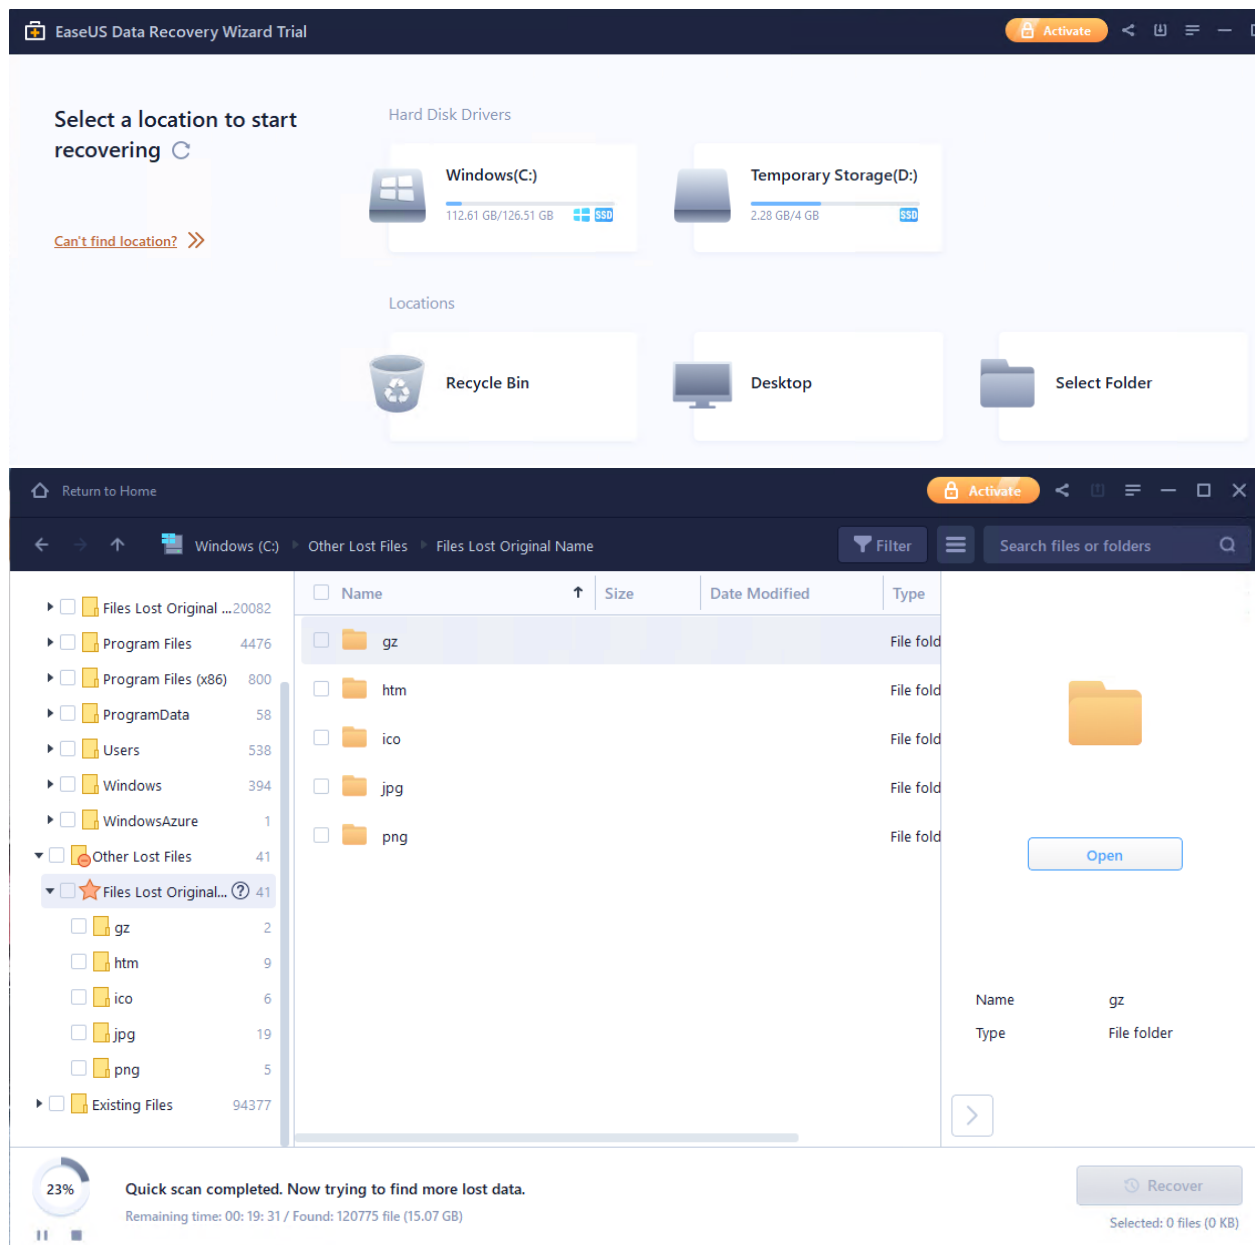 EaseUS Data Recovery Wizard Trial
Activate
Select a location to start
recovering
Can't find location?
Hard Disk Drivers
Windows(C:)
112.61 GB/126.51 GB
SSD
Temporary Storage(D:)
2.28 GB/4 GB
SSD
Locations
Recycle Bin
Desktop
Select Folder
Return to Home
Activate
Windows (C:)
Other Lost Files
Files Lost Original Name
Filter
Search files or folders
Files Lost Original ... 20082
Program Files 4476
Program Files (x86) 800
ProgramData 58
Users 538
Windows 394
WindowsAzure 1
Other Lost Files 41
Files Lost Original... ? 41
gz 2
htm 9
ico 6
jpg 19
png 5
Existing Files 94377
Name Size Date Modified Type
gz File fold
htm File fold
ico File fold
jpg File fold
png File fold
Open
Name gz
Type File folder
23%
Quick scan completed. Now trying to find more lost data.
Remaining time: 00: 19: 31 / Found: 120775 file (15.07 GB)
Recover
Selected: 0 files (0 KB)